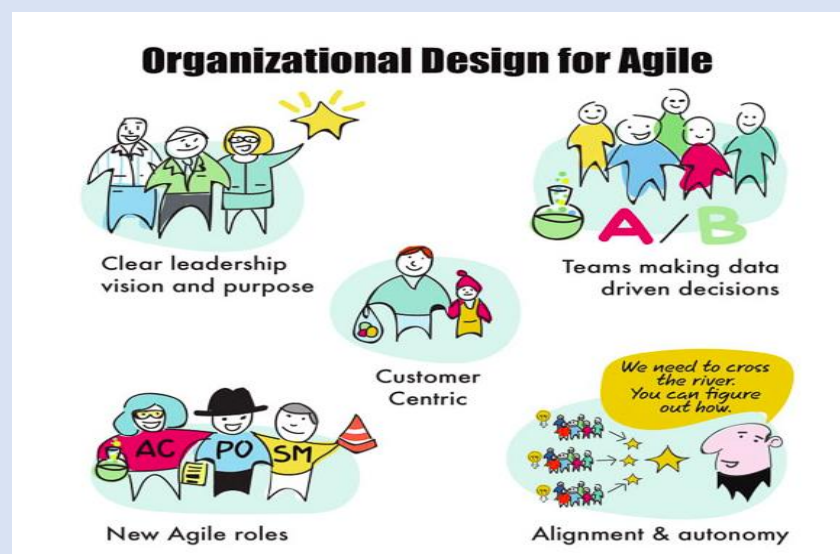 Organizational Design for Agile
Clear leadership
vision and purpose
A/B
Teams making data
driven decisions
Customer
Centric
AC PO SM
New Agile roles
We need to cross
the river.
You can figure
out how.
Alignment & autonomy